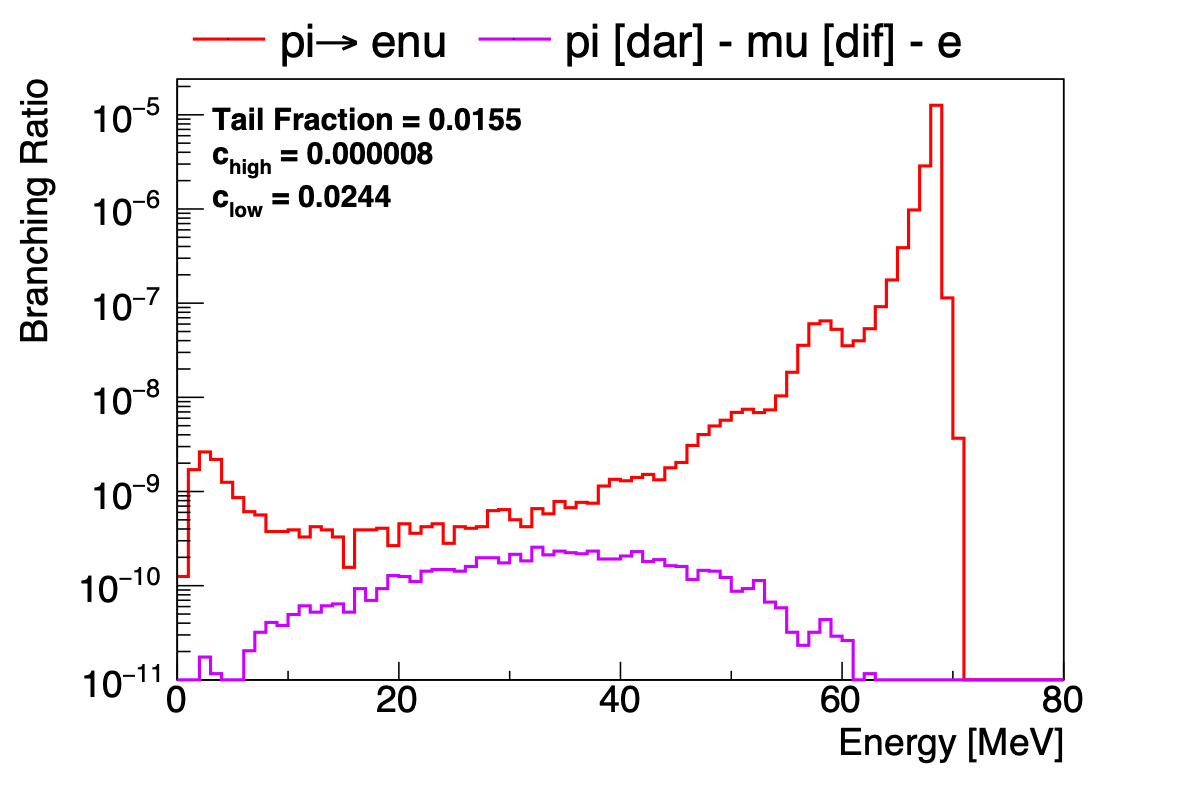 pi→ enu   pi [dar] - mu [dif] - e
Tail Fraction = 0.0155
c_high = 0.000008
c_low = 0.0244
Branching Ratio
10⁻⁵
10⁻⁶
10⁻⁷
10⁻⁸
10⁻⁹
10⁻¹⁰
10⁻¹¹
0 20 40 60 80
Energy [MeV]